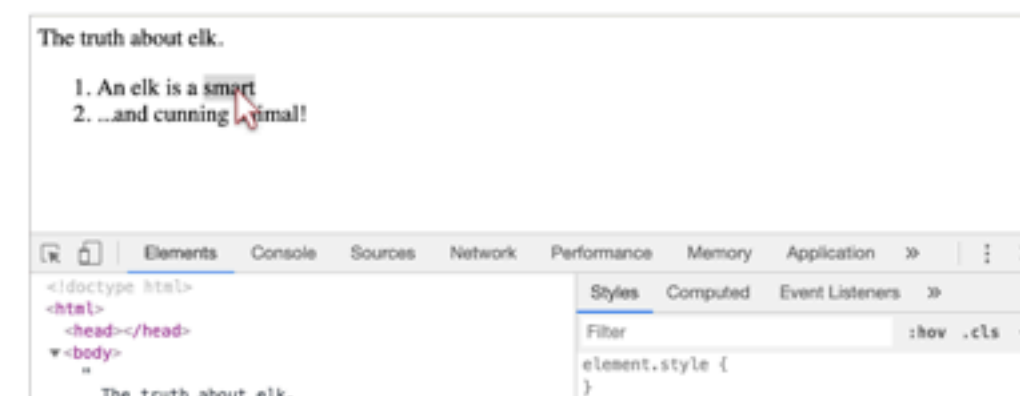 The truth about elk.
1. An elk is a smart
2. ...and cunning animal!
Elements Console Sources Network Performance Memory Application »
<!doctype html>
<html>
<head></head>
▼<body>
"
The truth about elk.
Styles Computed Event Listeners »
Filter :hov .cls
element.style {
}